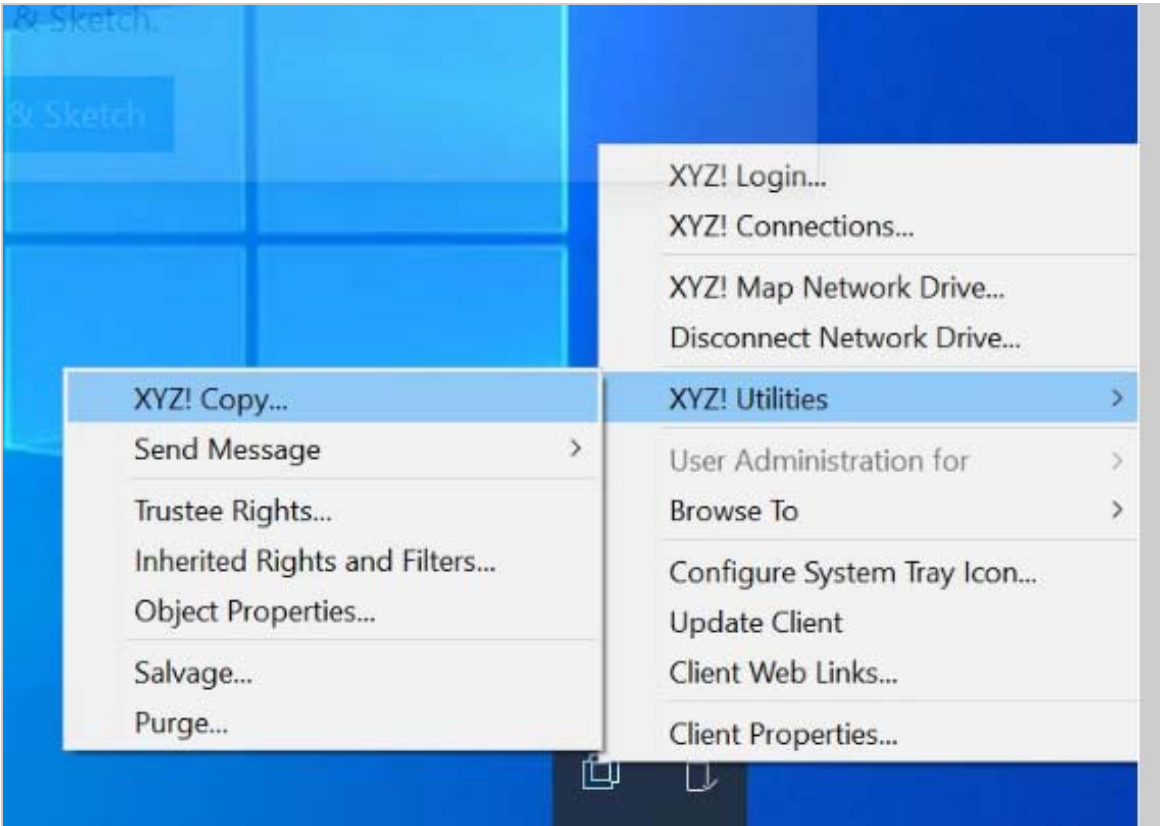 & Sketch.
& Sketch
XYZ! Login...
XYZ! Connections...
XYZ! Map Network Drive...
Disconnect Network Drive...
XYZ! Utilities
User Administration for
Browse To
Configure System Tray Icon...
Update Client
Client Web Links...
Client Properties...
XYZ! Copy...
Send Message
Trustee Rights...
Inherited Rights and Filters...
Object Properties...
Salvage...
Purge...